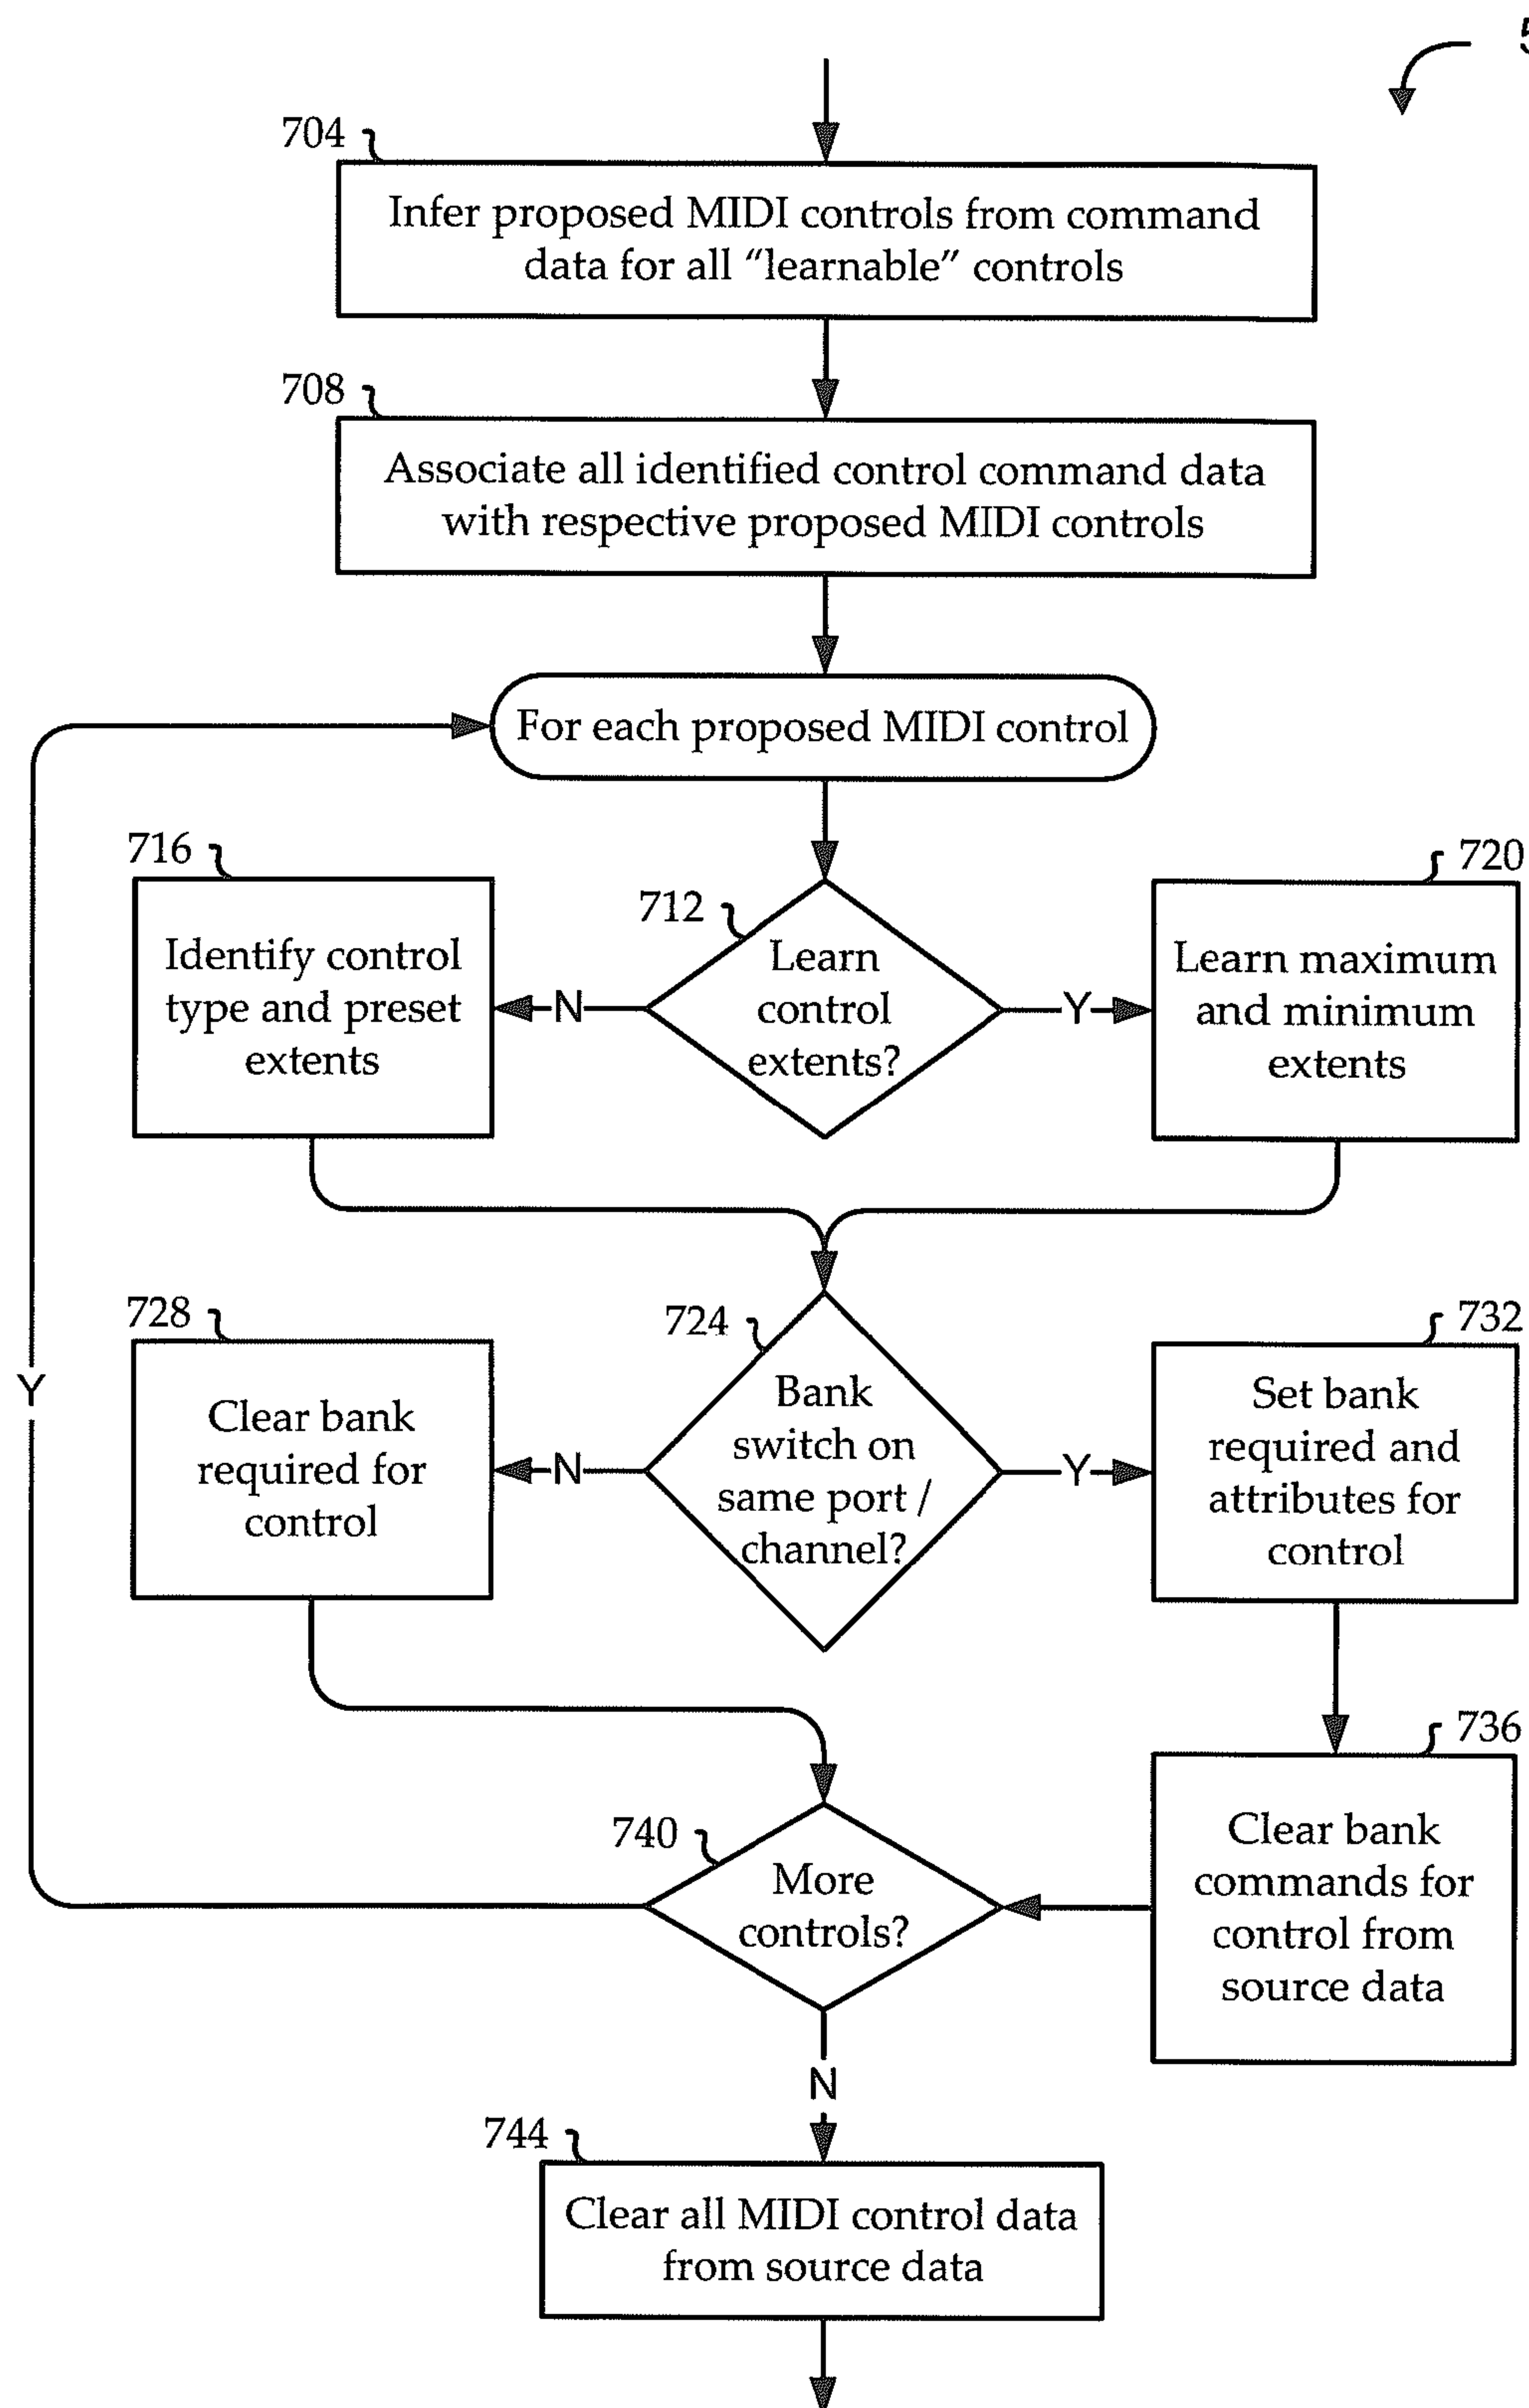 704
Infer proposed MIDI controls from command
data for all “learnable” controls
708
Associate all identified control command data
with respective proposed MIDI controls
For each proposed MIDI control
716
712
720
Identify control
type and preset
extents
N
Learn
control
extents?
Y
Learn maximum
and minimum
extents
728
724
732
Y
Clear bank
required for
control
N
Bank
switch on
same port /
channel?
Y
Set bank
required and
attributes for
control
736
740
More
controls?
Clear bank
commands for
control from
source data
N
744
Clear all MIDI control data
from source data